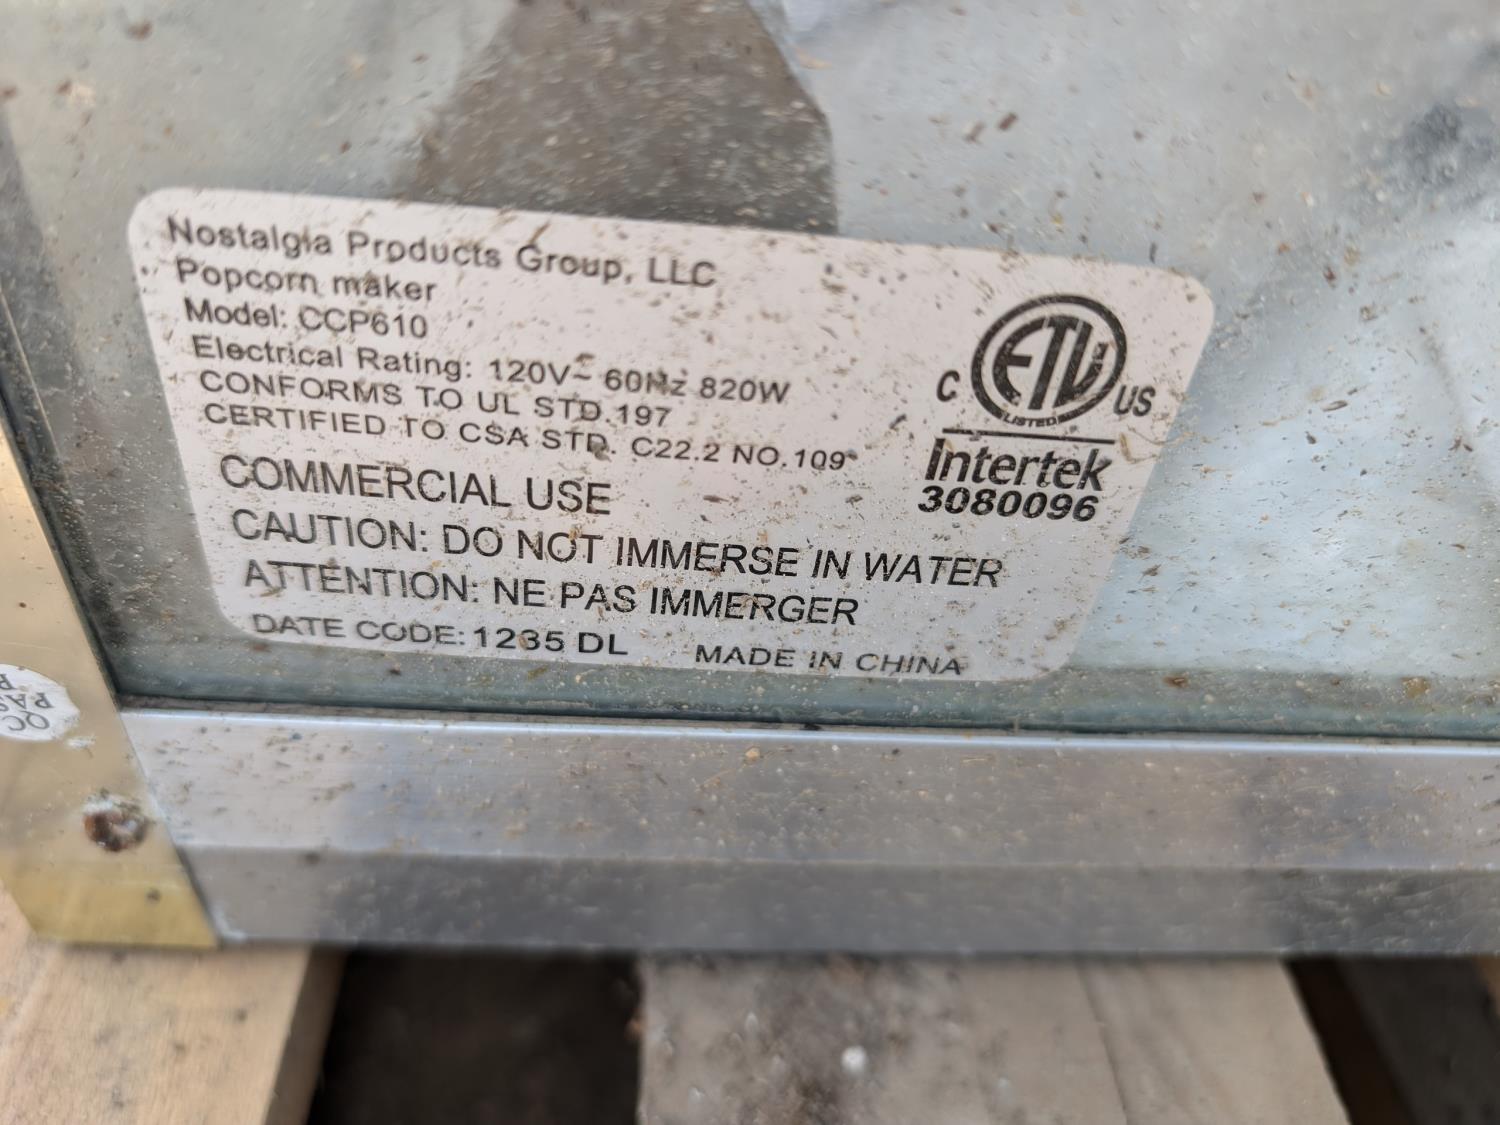 Nostalgia Products Group, LLC
Popcorn maker
Model: CCP610
Electrical Rating: 120V~ 60Hz 820W
CONFORMS TO UL STD.197
CERTIFIED TO CSA STD. C22.2 NO.109
COMMERCIAL USE
CAUTION: DO NOT IMMERSE IN WATER
ATTENTION: NE PAS IMMERGER
DATE CODE: 1235 DL MADE IN CHINA
C ETL US
LISTED
Intertek
3080096
QC